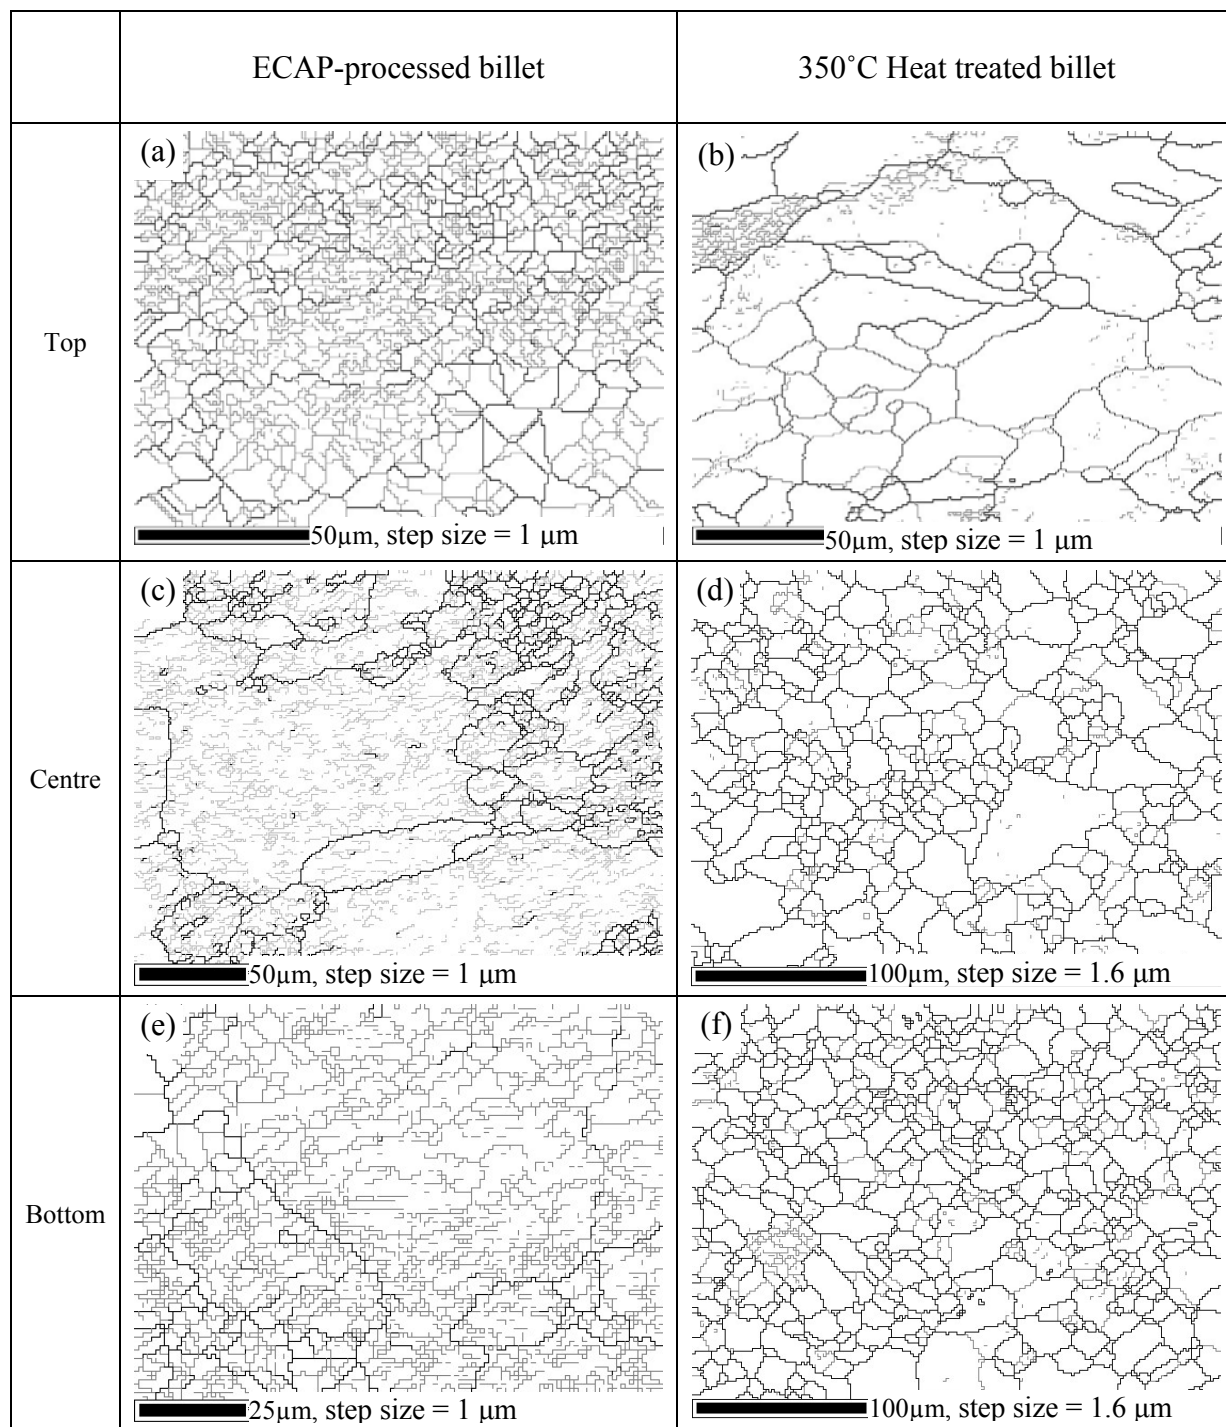 ECAP-processed billet
350˚C Heat treated billet
Top
(a)
50µm, step size = 1 µm
(b)
50µm, step size = 1 µm
Centre
(c)
50µm, step size = 1 µm
(d)
100µm, step size = 1.6 µm
Bottom
(e)
25µm, step size = 1 µm
(f)
100µm, step size = 1.6 µm